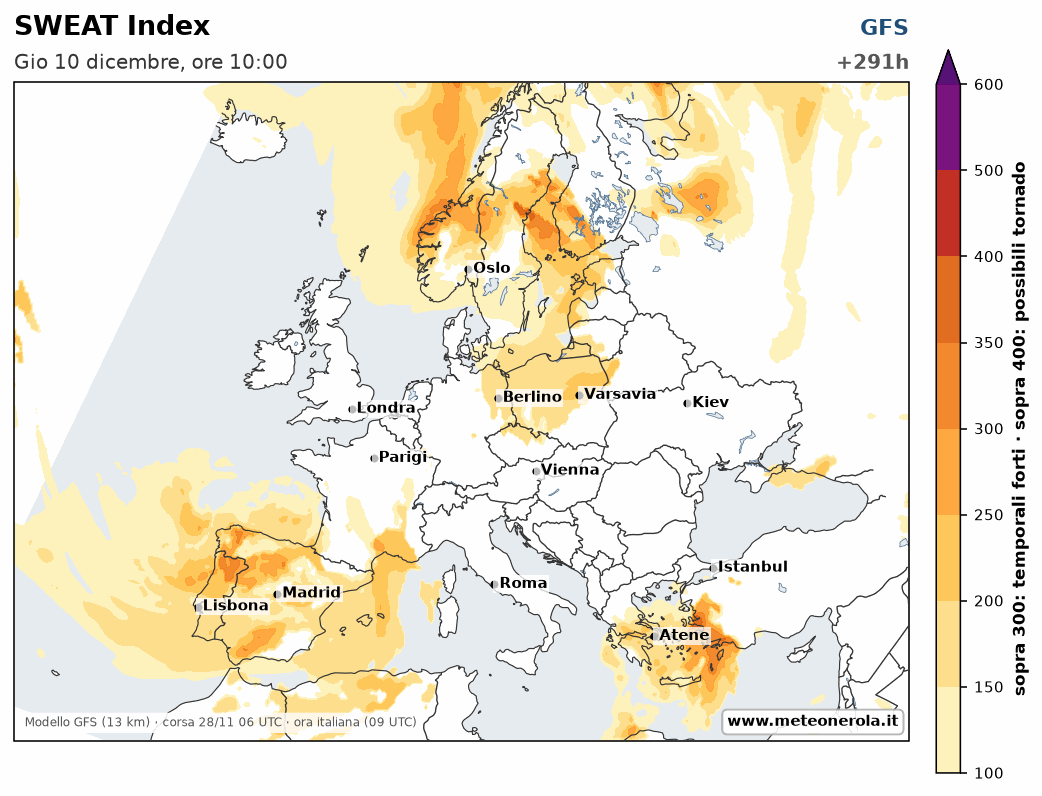 SWEAT Index
GFS
Gio 10 dicembre, ore 10:00
+291h
600
500
400
350
300
250
200
150
100
sopra 300: temporali forti · sopra 400: possibili tornado
Oslo
Berlino
Varsavia
Kiev
Londra
Parigi
Vienna
Istanbul
Roma
Madrid
Lisbona
Atene
Modello GFS (13 km) · corsa 28/11 06 UTC · ora italiana (09 UTC)
www.meteonerola.it